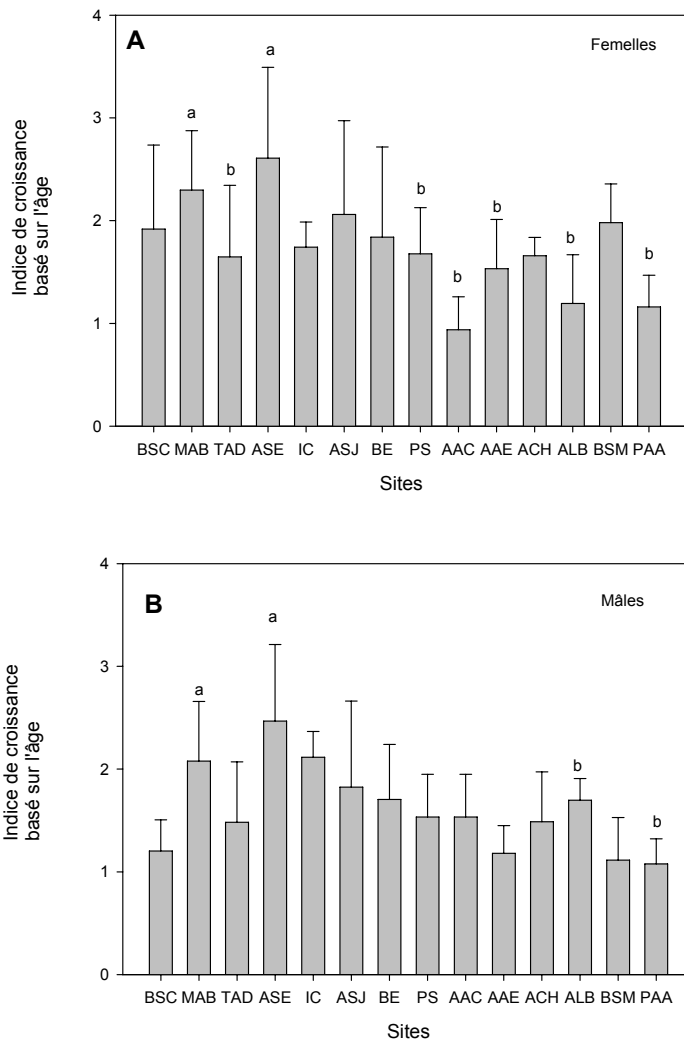 4
A
Femelles
a
a
3
b
b
b
b
b
b
2
1
0
Indice de croissance
basé sur l'âge
BSC MAB TAD ASE IC ASJ BE PS AAC AAE ACH ALB BSM PAA
Sites
4
B
Mâles
a
3
a
b
b
2
1
0
Indice de croissance
basé sur l'âge
BSC MAB TAD ASE IC ASJ BE PS AAC AAE ACH ALB BSM PAA
Sites